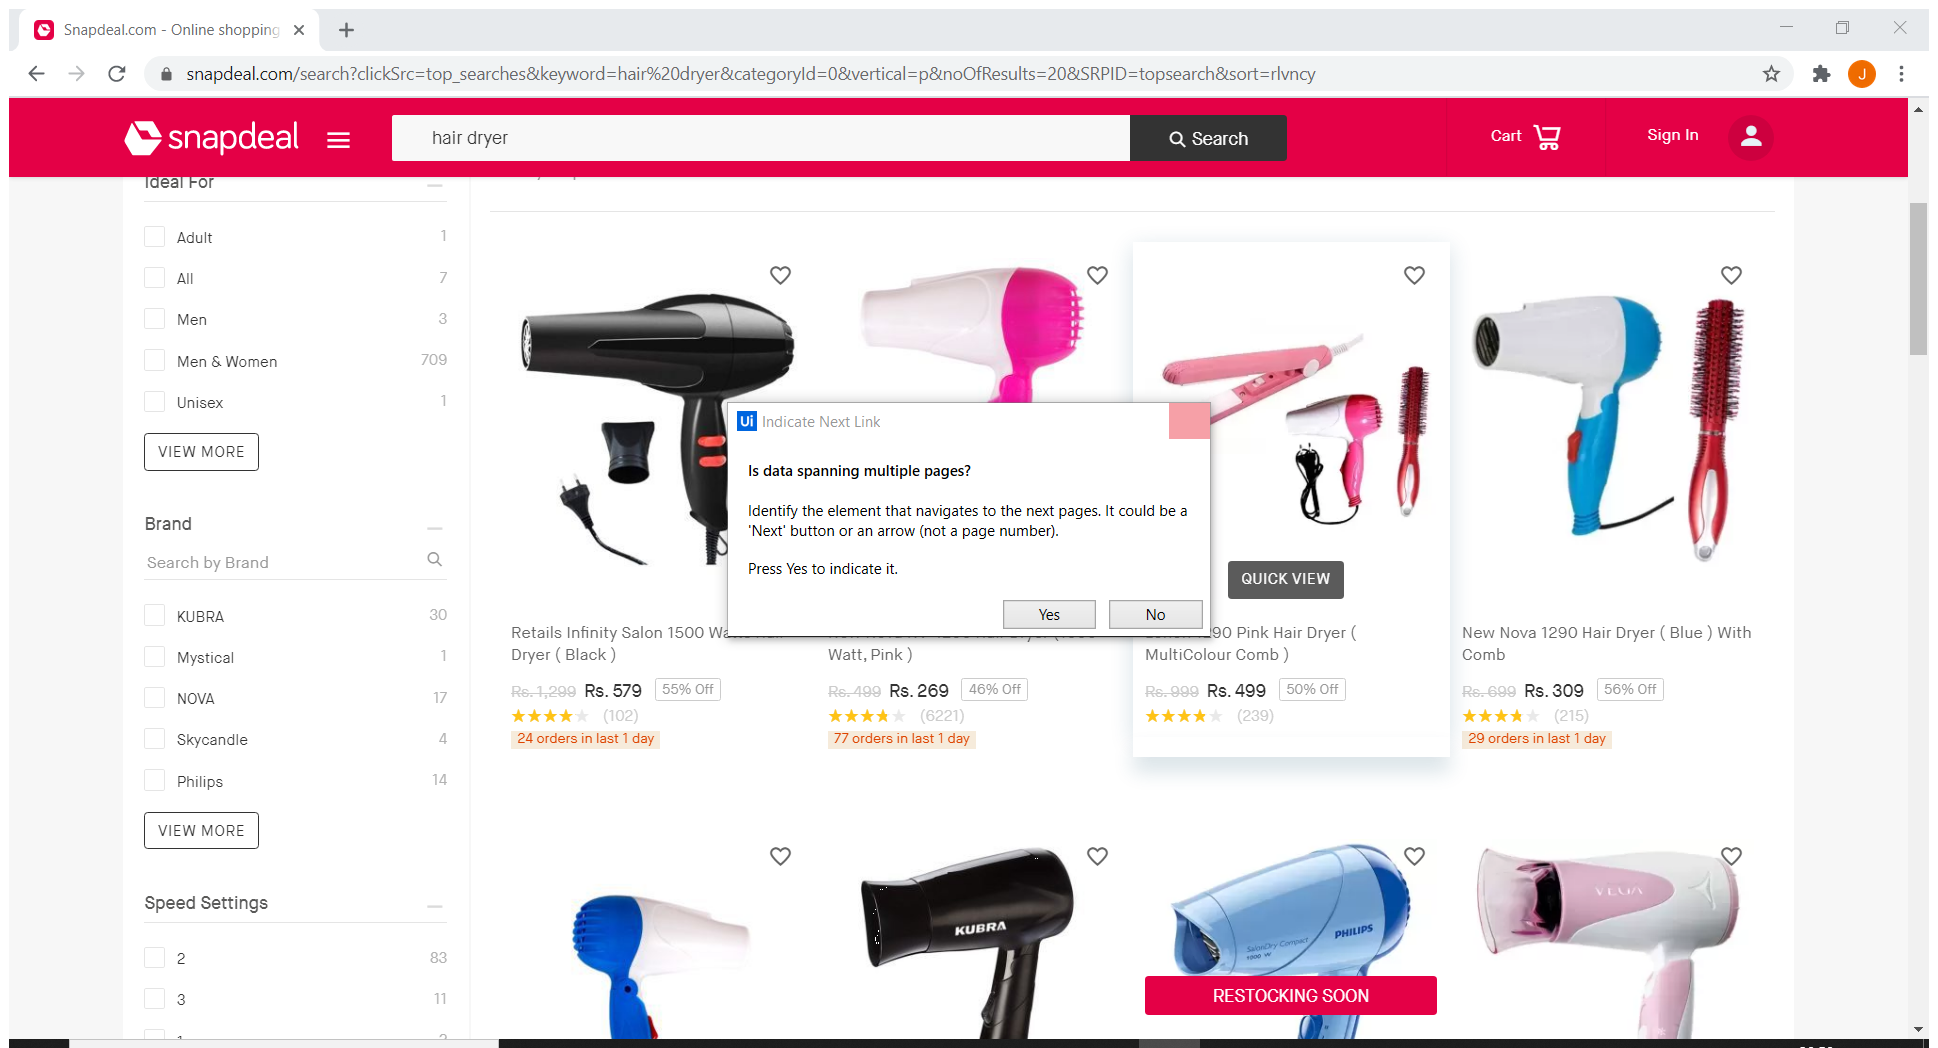 Snapdeal.com - Online shopping
snapdeal.com/search?clickSrc=top_searches&keyword=hair%20dryer&categoryId=0&vertical=p&noOfResults=20&SRPID=topsearch&sort=rlvncy
J
snapdeal
hair dryer
Search
Cart
Sign In
Ideal For
Adult 1
All 7
Men 3
Men & Women 709
Unisex 1
VIEW MORE
Brand
Search by Brand
KUBRA 30
Mystical 1
NOVA 17
Skycandle 4
Philips 14
VIEW MORE
Speed Settings
2 83
3 11
Ui Indicate Next Link
Is data spanning multiple pages?
Identify the element that navigates to the next pages. It could be a
'Next' button or an arrow (not a page number).
Press Yes to indicate it.
Yes No
QUICK VIEW
Retails Infinity Salon 1500
Dryer ( Black )
Rs. 1,299 Rs. 579 55% Off
(102)
24 orders in last 1 day
Watt, Pink )
Rs. 499 Rs. 269 46% Off
(6221)
77 orders in last 1 day
90 Pink Hair Dryer (
MultiColour Comb )
Rs. 999 Rs. 499 50% Off
(239)
New Nova 1290 Hair Dryer ( Blue ) With
Comb
Rs. 699 Rs. 309 56% Off
(215)
29 orders in last 1 day
KUBRA
PHILIPS
SalonDry Compact
1000 W
VEGA
RESTOCKING SOON